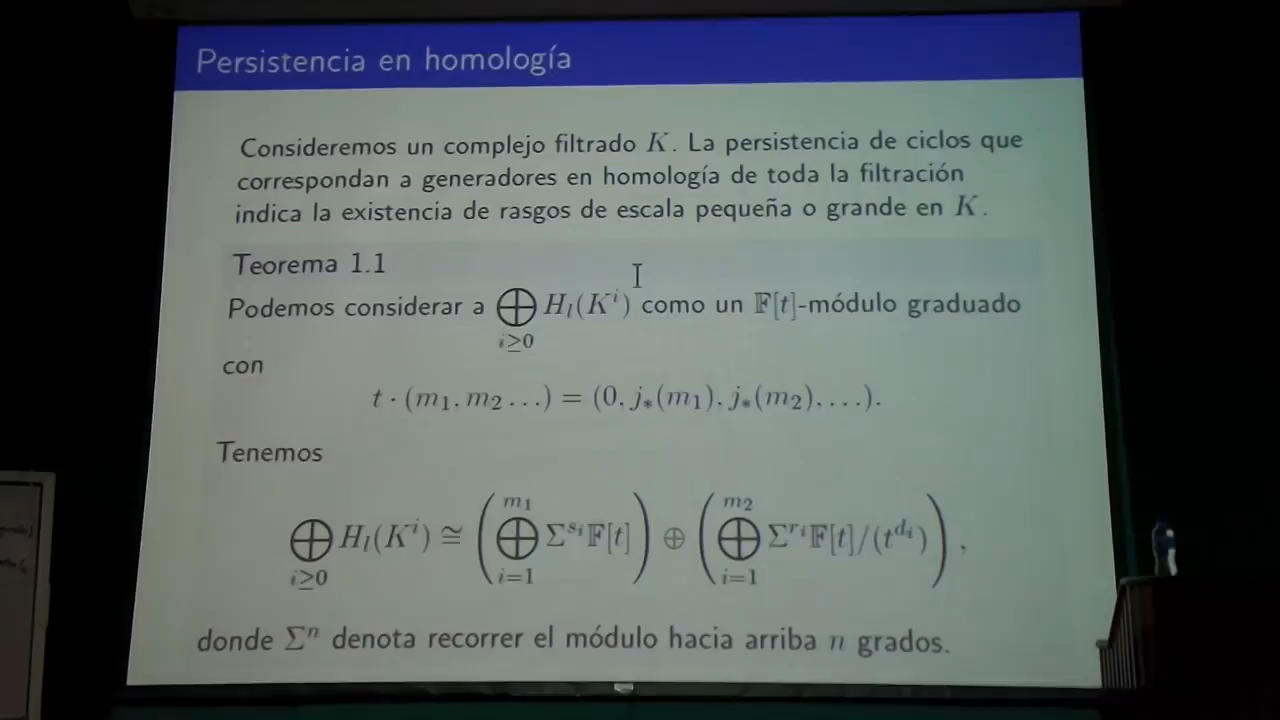 Persistencia en homología
Consideremos un complejo filtrado K. La persistencia de ciclos que
correspondan a generadores en homología de toda la filtración
indica la existencia de rasgos de escala pequeña o grande en K.
Teorema 1.1
Podemos considerar a ⨁_{i≥0} H_l(K^i) como un 𝔽[t]-módulo graduado
con
t · (m_1, m_2 ...) = (0, j_*(m_1), j_*(m_2), ....).
Tenemos
⨁_{i≥0} H_l(K^i) ≅ (⨁_{i=1}^{m_1} Σ^{s_i} 𝔽[t]) ⊕ (⨁_{i=1}^{m_2} Σ^{r_i} 𝔽[t]/(t^{d_i})),
donde Σ^n denota recorrer el módulo hacia arriba n grados.